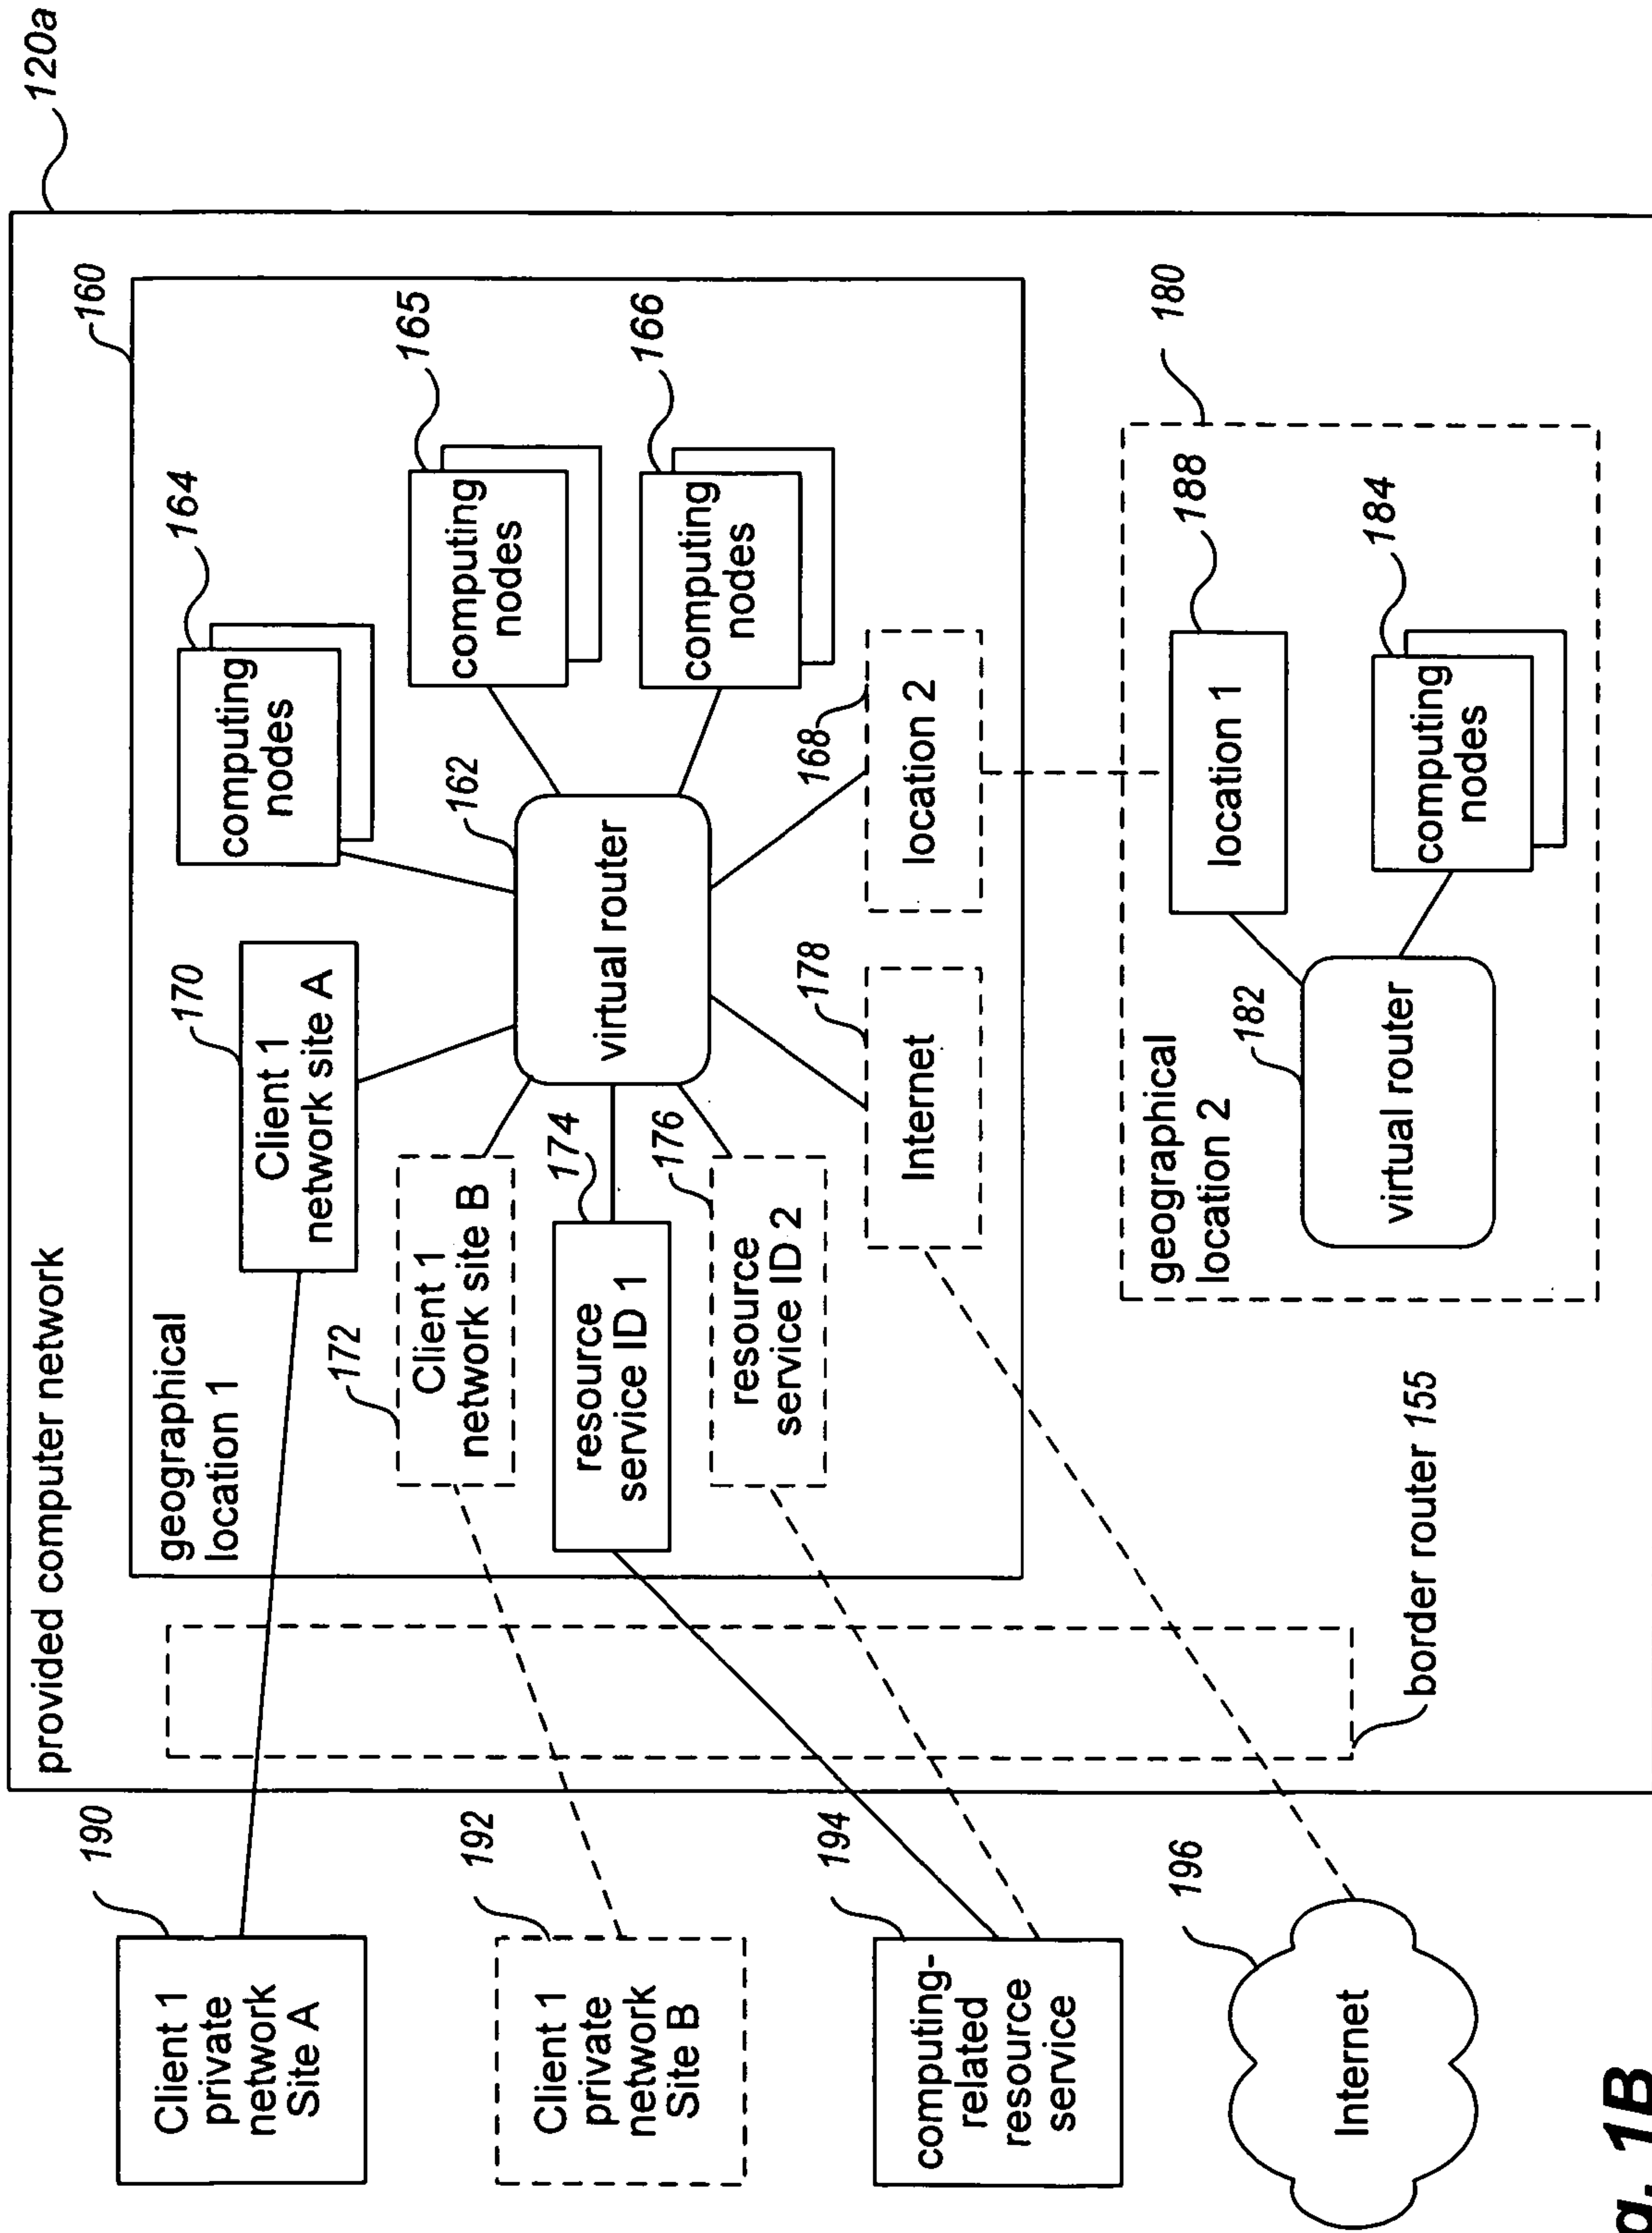 provided computer network
120a
geographical
location 1
160
Client 1
network site A
170
computing
nodes
164
Client 1
network site B
172
virtual router
162
computing
nodes
165
resource
service ID 1
174
computing
nodes
166
resource
service ID 2
176
Internet
178
location 2
168
geographical
location 2
180
virtual router
182
location 1
188
computing
nodes
184
border router 155
Client 1
private
network
Site A
190
Client 1
private
network
Site B
192
computing-
related
resource
service
194
Internet
196
g. 1B